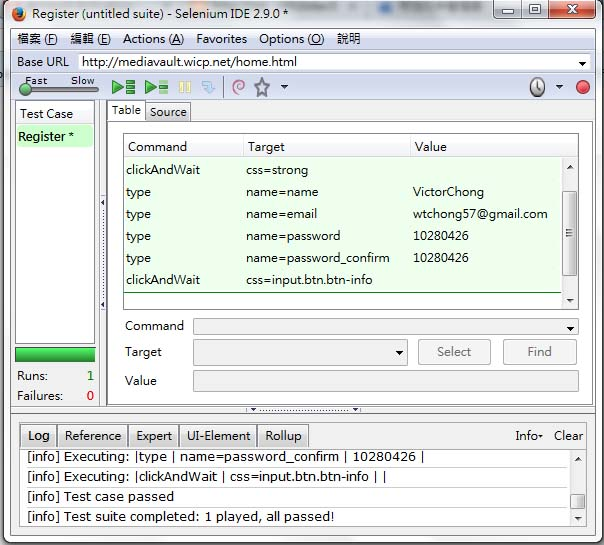 Register (untitled suite) - Selenium IDE 2.9.0 *
檔案 (F) 編輯 (E) Actions (A) Favorites Options (O) 說明
Base URL http://mediavault.wicp.net/home.html
Fast Slow
Test Case
Register *
Table Source
Command Target Value
clickAndWait css=strong
type name=name VictorChong
type name=email wtchong57@gmail.com
type name=password 10280426
type name=password_confirm 10280426
clickAndWait css=input.btn.btn-info
Command
Target Select Find
Value
Runs: 1
Failures: 0
Log Reference Expert UI-Element Rollup Info Clear
[info] Executing: |type | name=password_confirm | 10280426 |
[info] Executing: |clickAndWait | css=input.btn.btn-info | |
[info] Test case passed
[info] Test suite completed: 1 played, all passed!